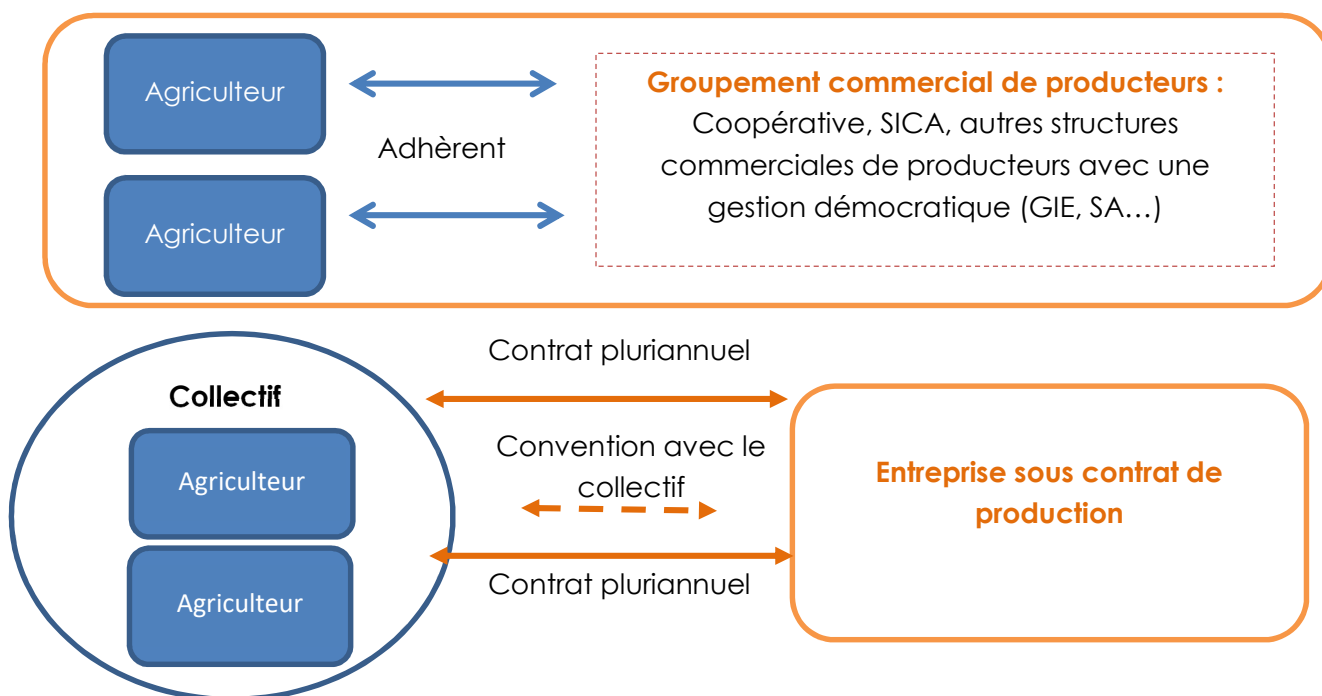 Agriculteur
Adhèrent
Agriculteur
Groupement commercial de producteurs :
Coopérative, SICA, autres structures
commerciales de producteurs avec une
gestion démocratique (GIE, SA…)
Collectif
Agriculteur
Agriculteur
Contrat pluriannuel
Convention avec le
collectif
Contrat pluriannuel
Entreprise sous contrat de
production